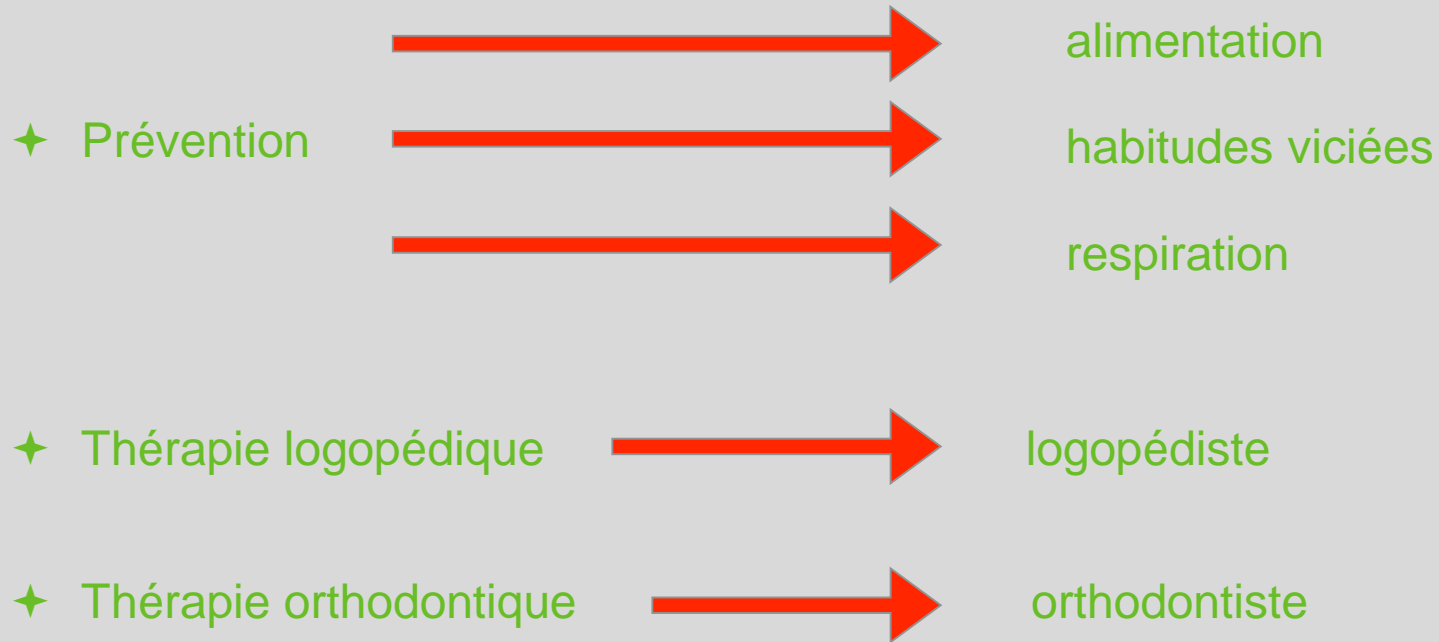 alimentation
Prévention
habitudes viciées
respiration
Thérapie logopédique logopédiste
Thérapie orthodontique orthodontiste